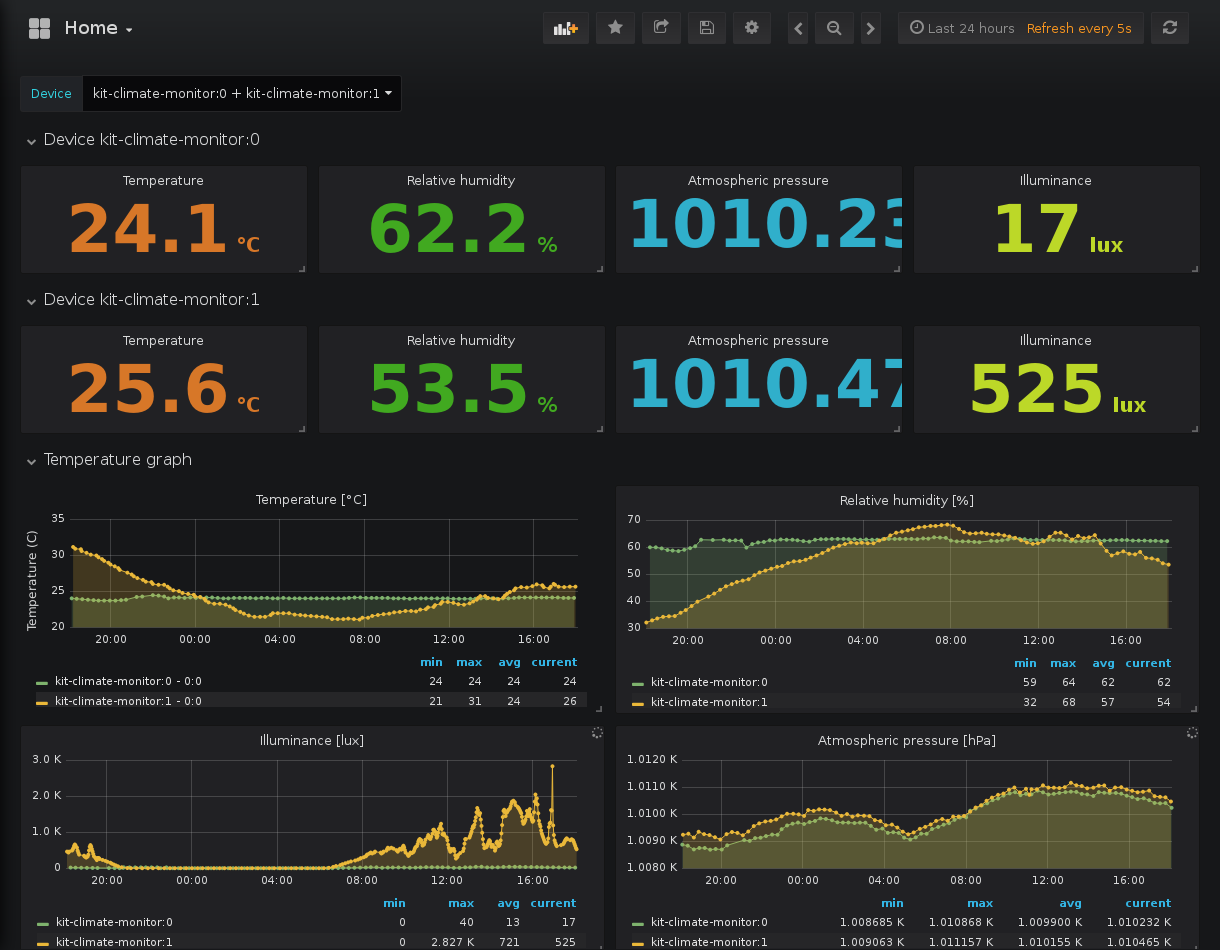 Home
Last 24 hours Refresh every 5s
Device kit-climate-monitor:0 + kit-climate-monitor:1
Device kit-climate-monitor:0
Temperature Relative humidity Atmospheric pressure Illuminance
24.1 °C 62.2 % 1010.23 17 lux
Device kit-climate-monitor:1
Temperature Relative humidity Atmospheric pressure Illuminance
25.6 °C 53.5 % 1010.47 525 lux
Temperature graph
Temperature [°C]
Temperature (C)
35
30
25
20
20:00 00:00 04:00 08:00 12:00 16:00
min max avg current
kit-climate-monitor:0 - 0:0 24 24 24 24
kit-climate-monitor:1 - 0:0 21 31 24 26
Relative humidity [%]
70
60
50
40
30
20:00 00:00 04:00 08:00 12:00 16:00
min max avg current
kit-climate-monitor:0 59 64 62 62
kit-climate-monitor:1 32 68 57 54
Illuminance [lux]
3.0 K
2.0 K
1.0 K
0
20:00 00:00 04:00 08:00 12:00 16:00
min max avg current
kit-climate-monitor:0 0 40 13 17
kit-climate-monitor:1 0 2.827 K 721 525
Atmospheric pressure [hPa]
1.0120 K
1.0110 K
1.0100 K
1.0090 K
1.0080 K
20:00 00:00 04:00 08:00 12:00 16:00
min max avg current
kit-climate-monitor:0 1.008685 K 1.010868 K 1.009900 K 1.010232 K
kit-climate-monitor:1 1.009063 K 1.011157 K 1.010155 K 1.010465 K